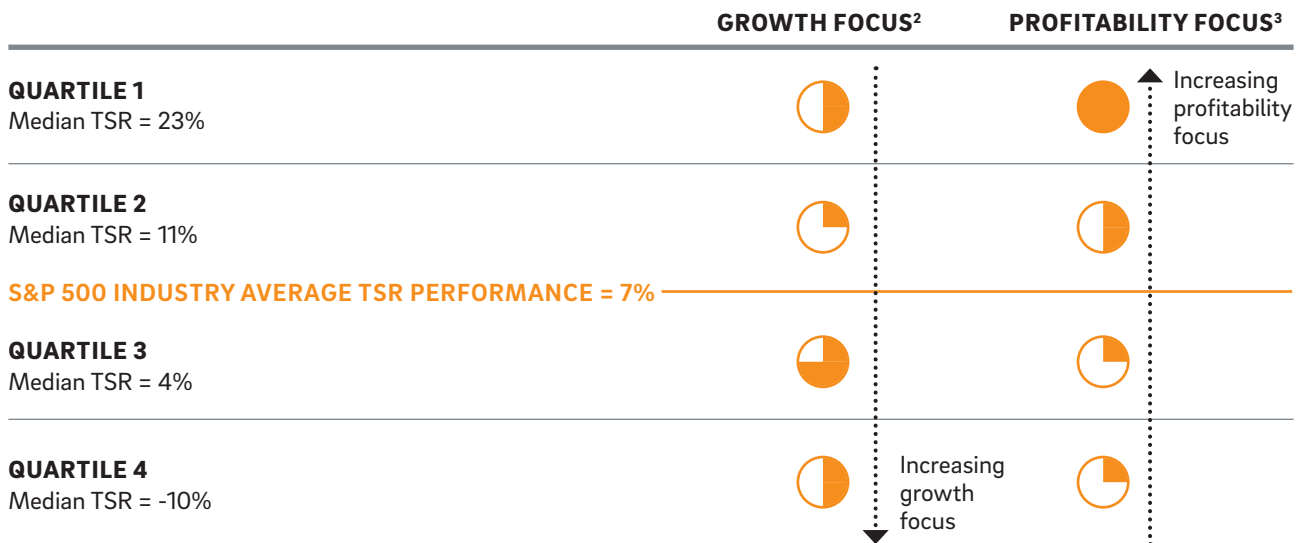 GROWTH FOCUS² PROFITABILITY FOCUS³
QUARTILE 1
Median TSR = 23%
Increasing
profitability
focus
QUARTILE 2
Median TSR = 11%
S&P 500 INDUSTRY AVERAGE TSR PERFORMANCE = 7%
QUARTILE 3
Median TSR = 4%
QUARTILE 4
Median TSR = -10%
Increasing
growth
focus